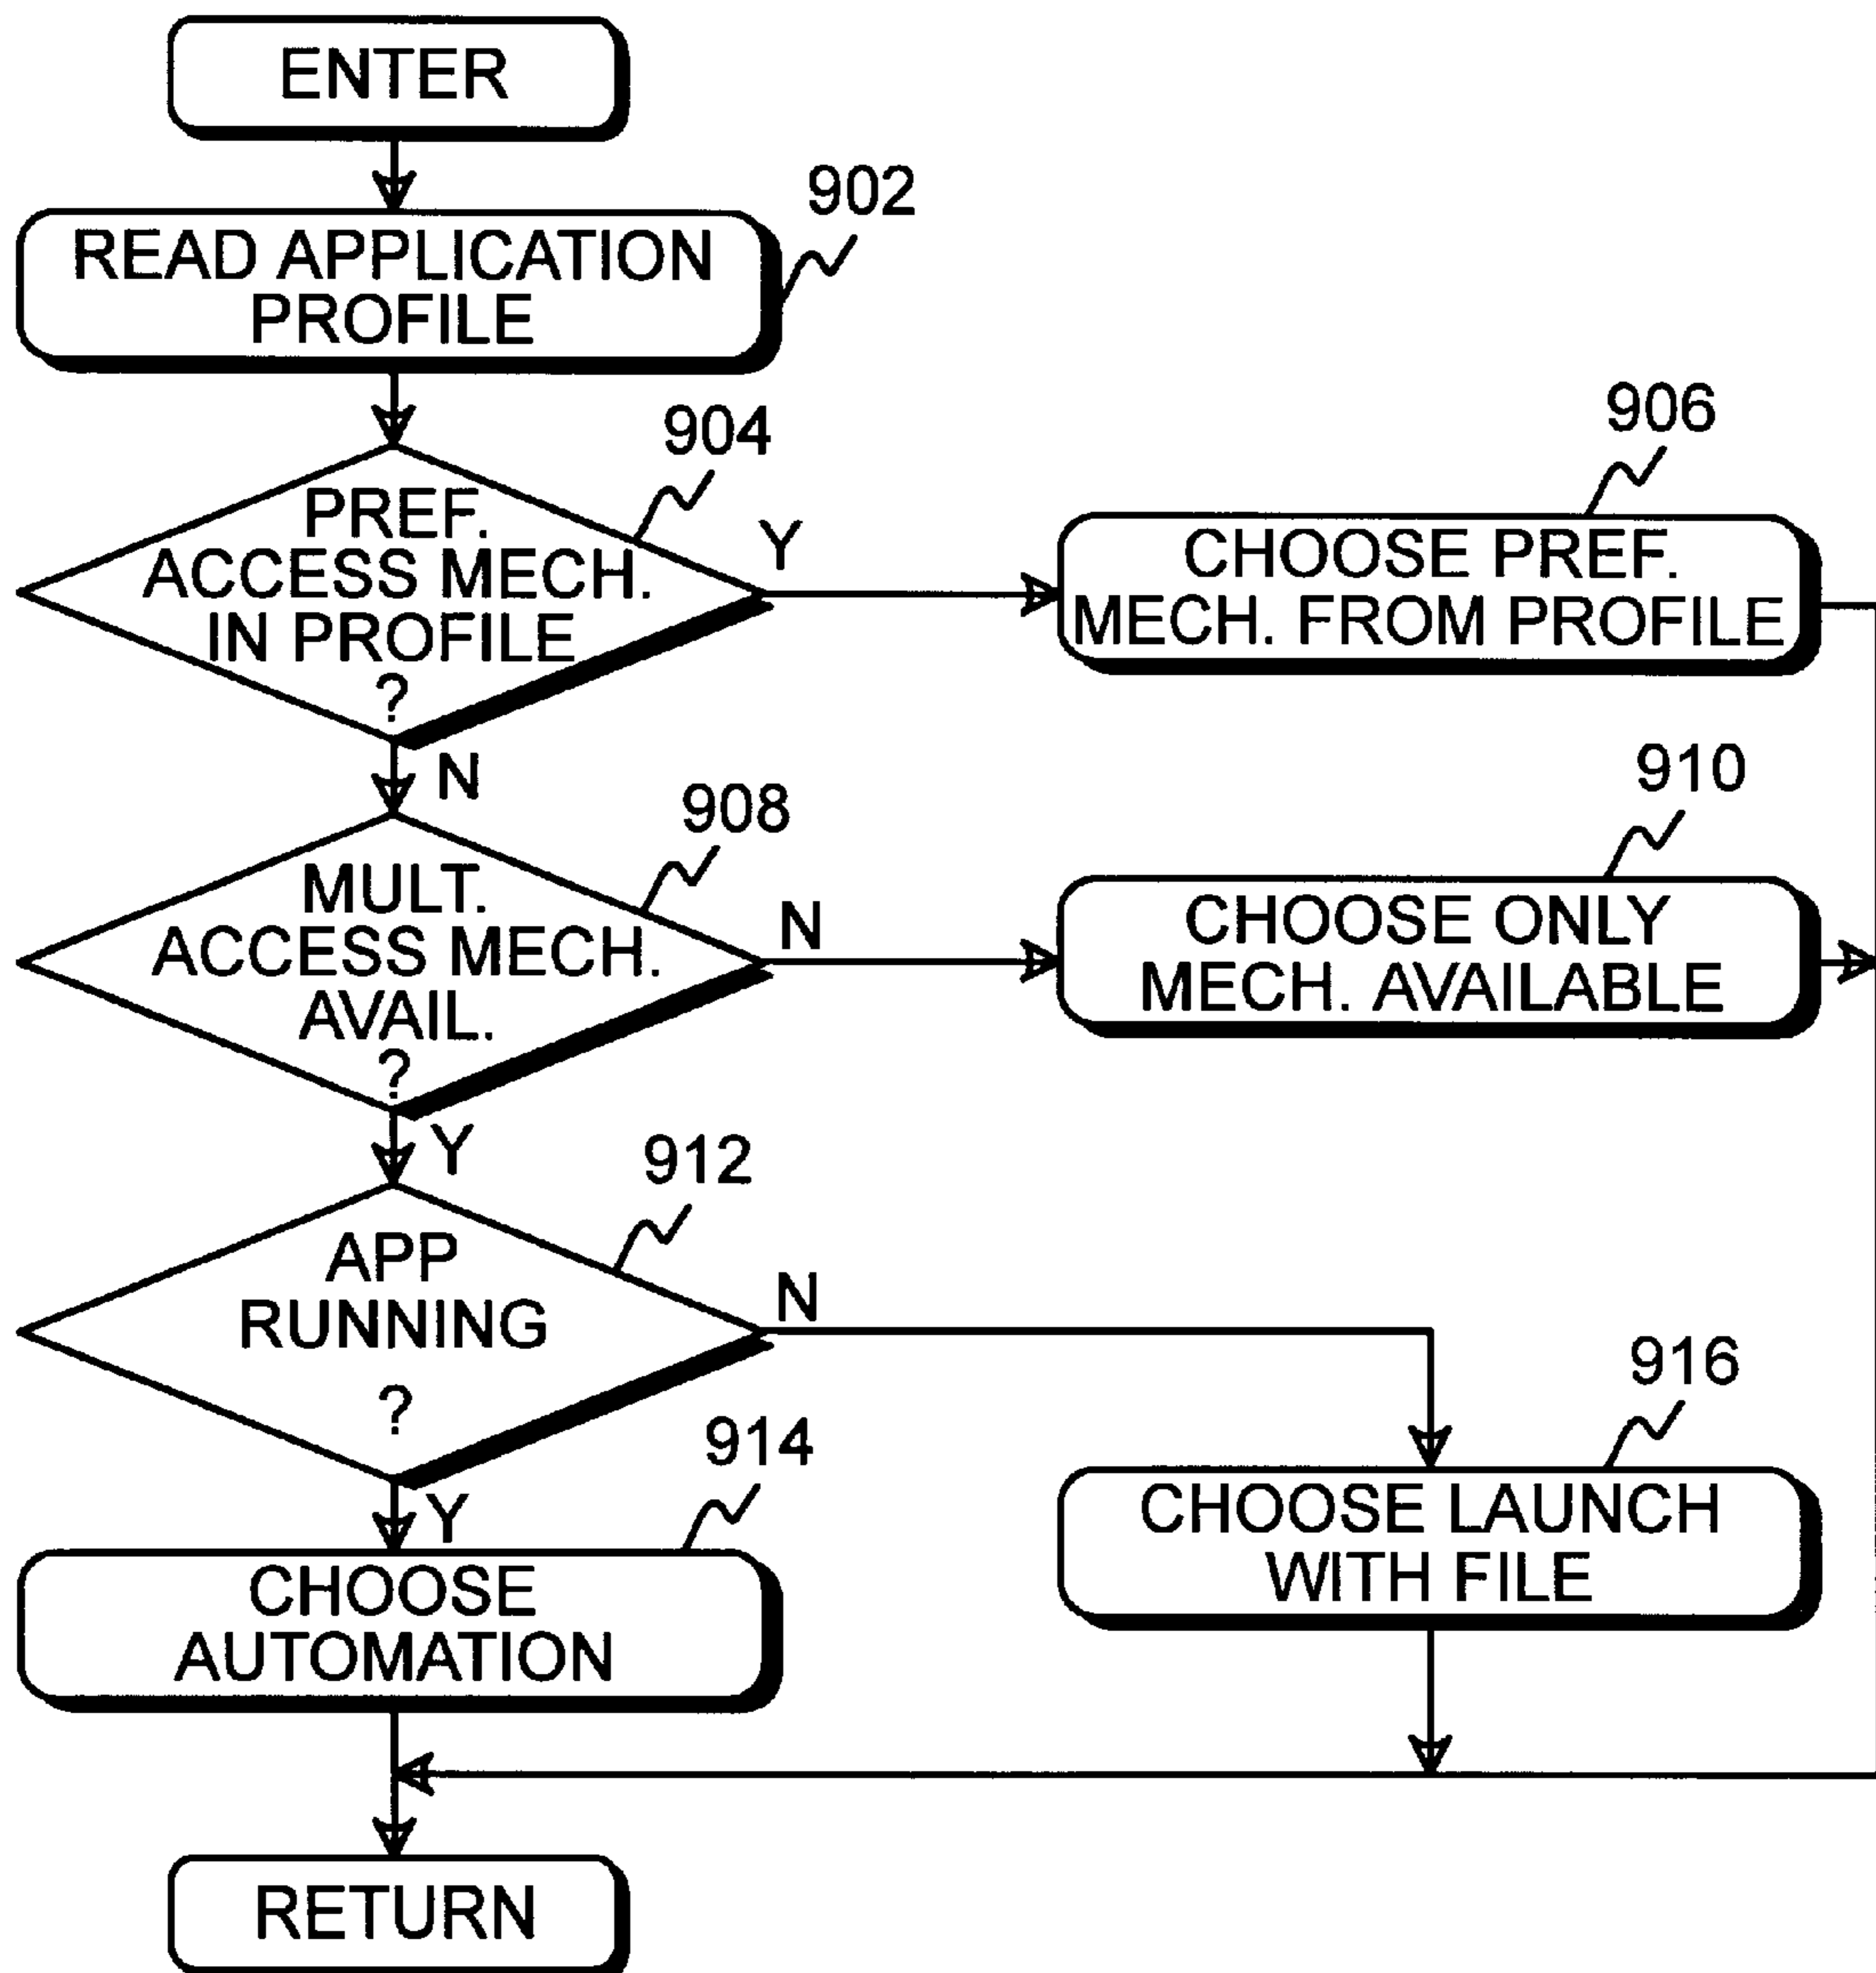 ENTER
902
READ APPLICATION
PROFILE
904
PREF.
ACCESS MECH.
IN PROFILE
?
Y
906
CHOOSE PREF.
MECH. FROM PROFILE
N
908
MULT.
ACCESS MECH.
AVAIL.
?
N
910
CHOOSE ONLY
MECH. AVAILABLE
Y
912
APP
RUNNING
?
N
916
CHOOSE LAUNCH
WITH FILE
Y
914
CHOOSE
AUTOMATION
RETURN